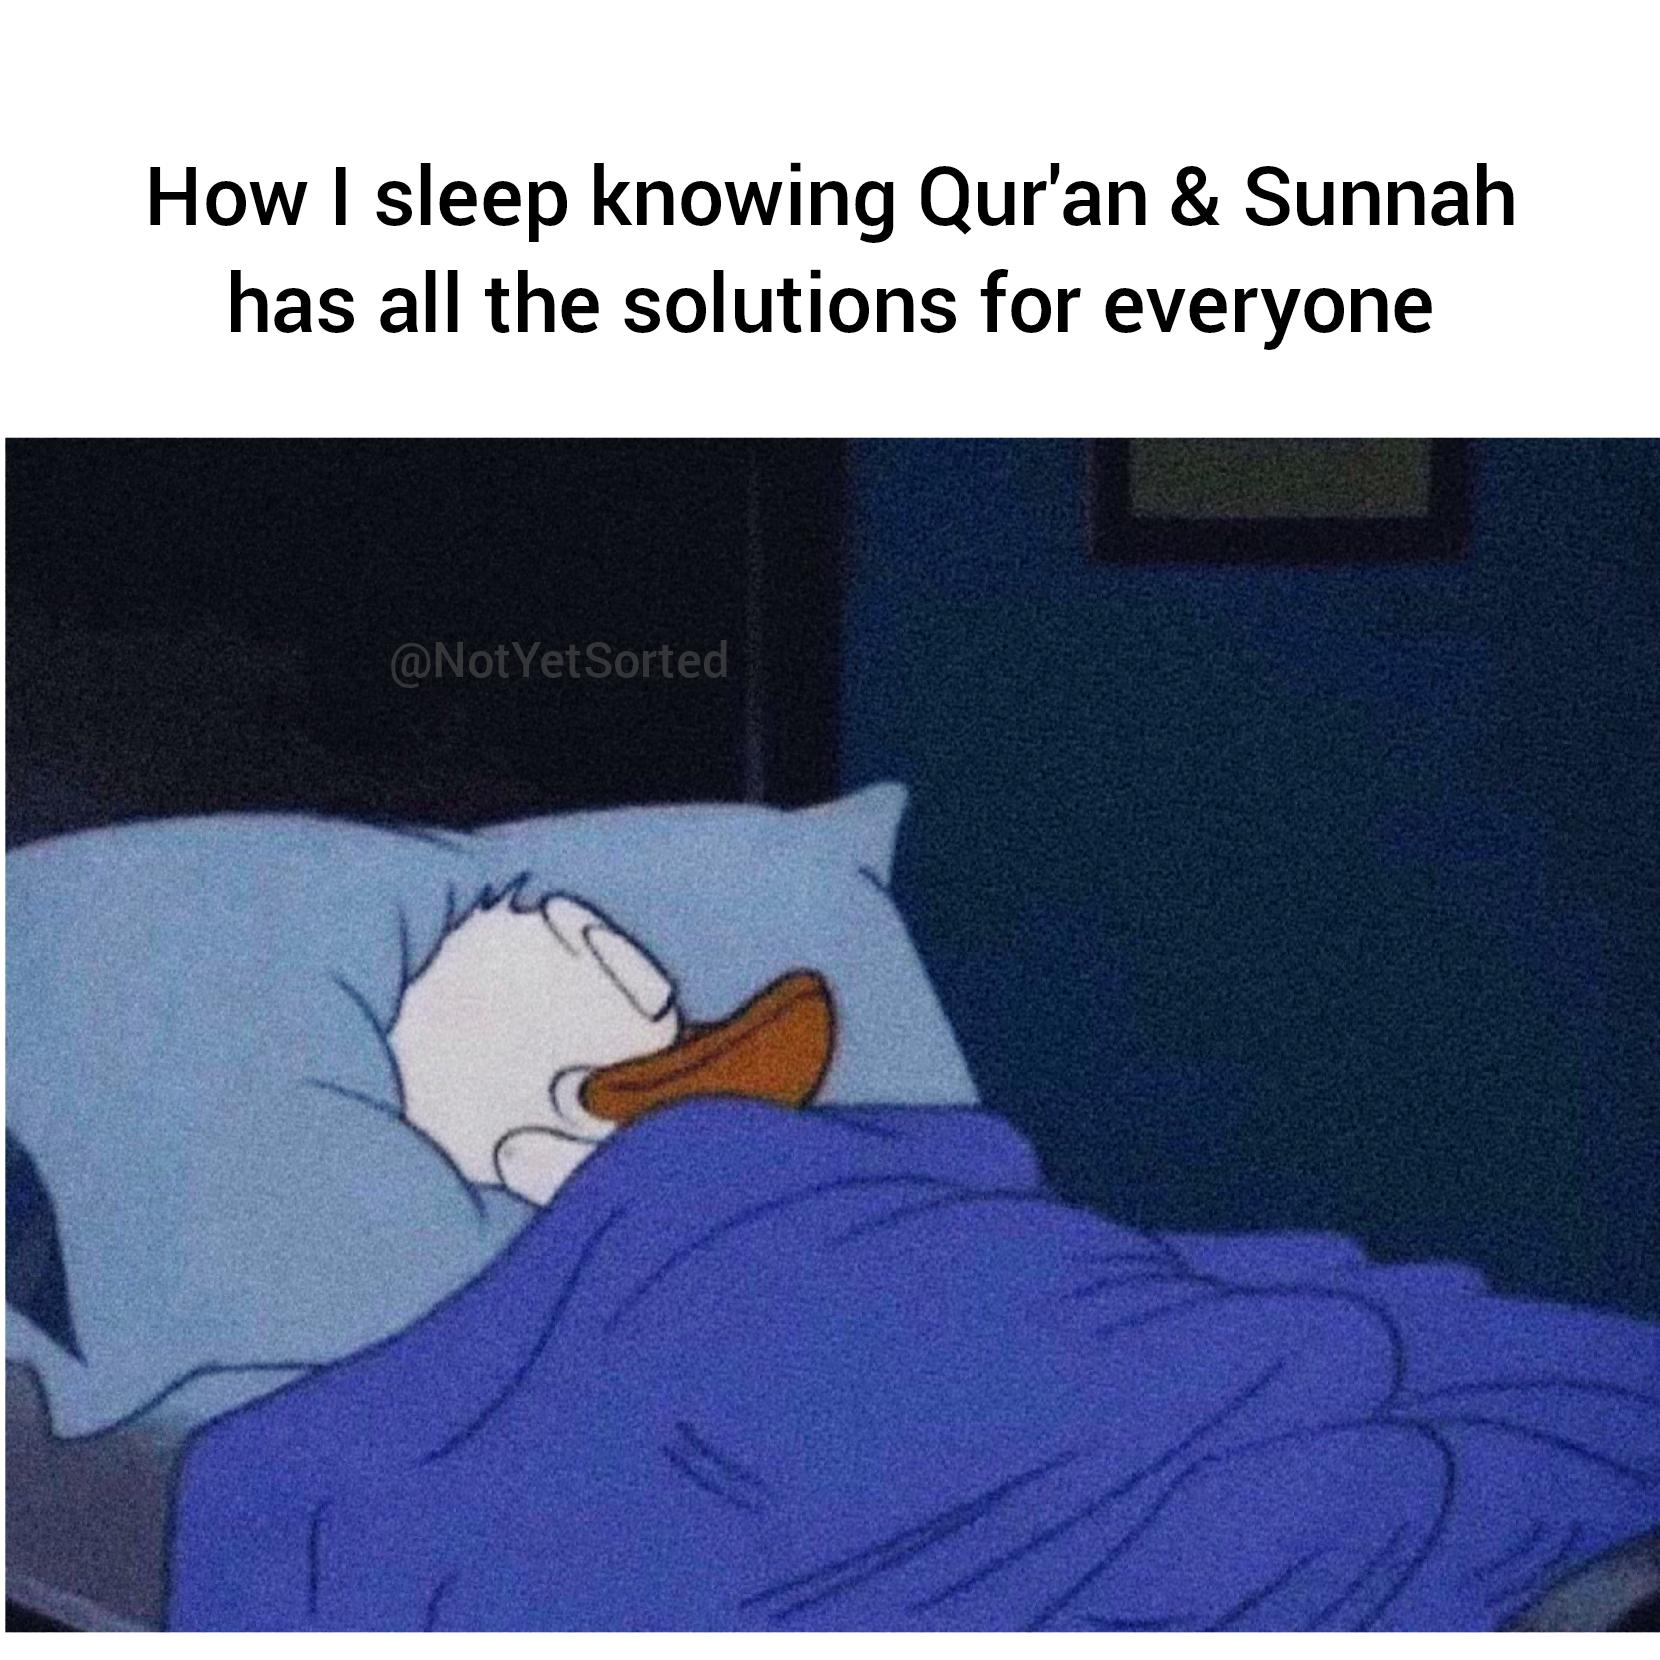 How I sleep knowing Qur'an & Sunnah
has all the solutions for everyone
@NotYetSorted